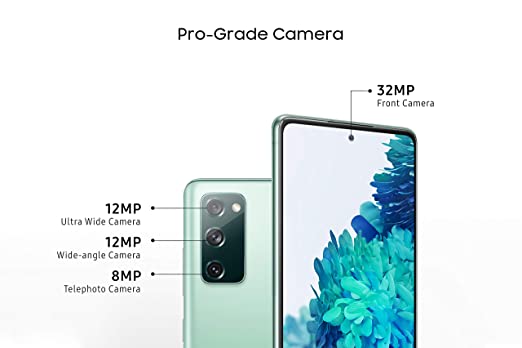 Pro-Grade Camera
32MP
Front Camera
12MP
Ultra Wide Camera
12MP
Wide-angle Camera
8MP
Telephoto Camera